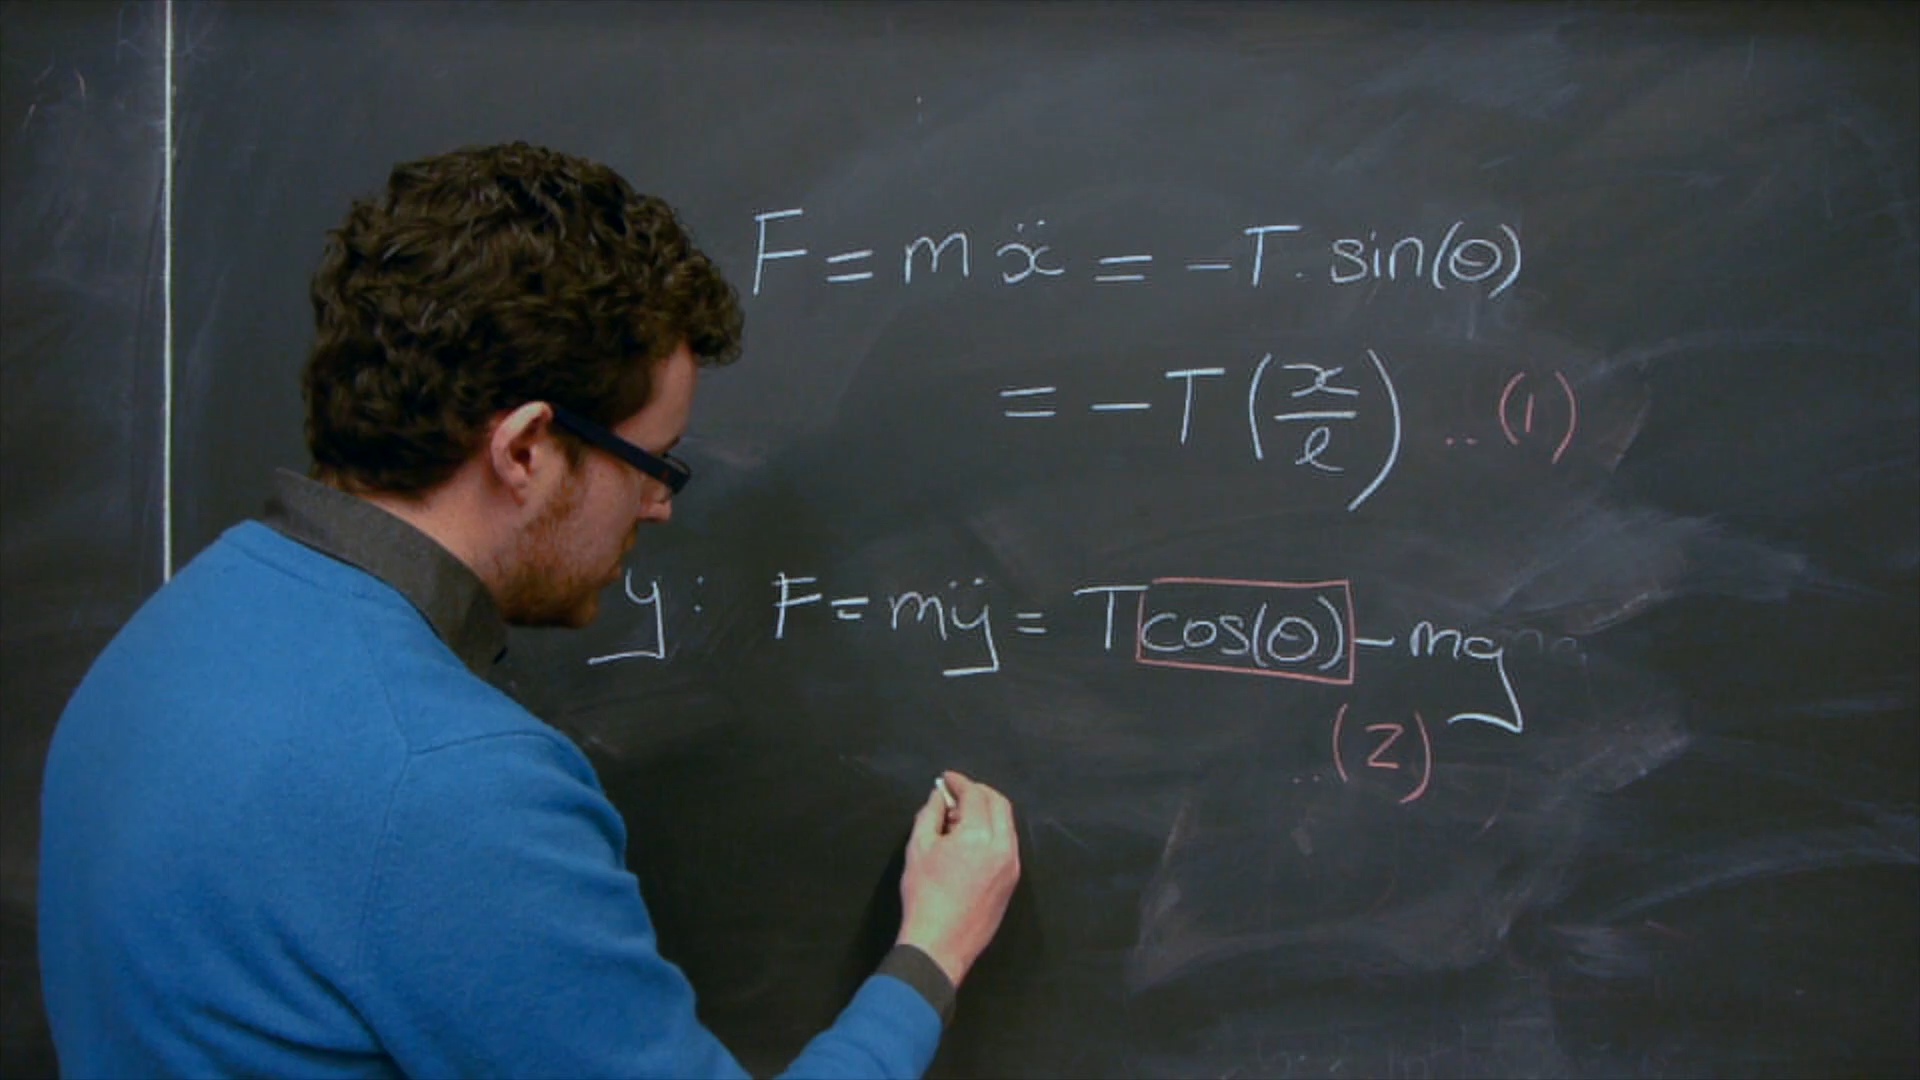 F = mẍ = -T. sin(θ)
= -T (x/l) ..(1)
y: F = mÿ = T cos(θ) - mg
..(2)